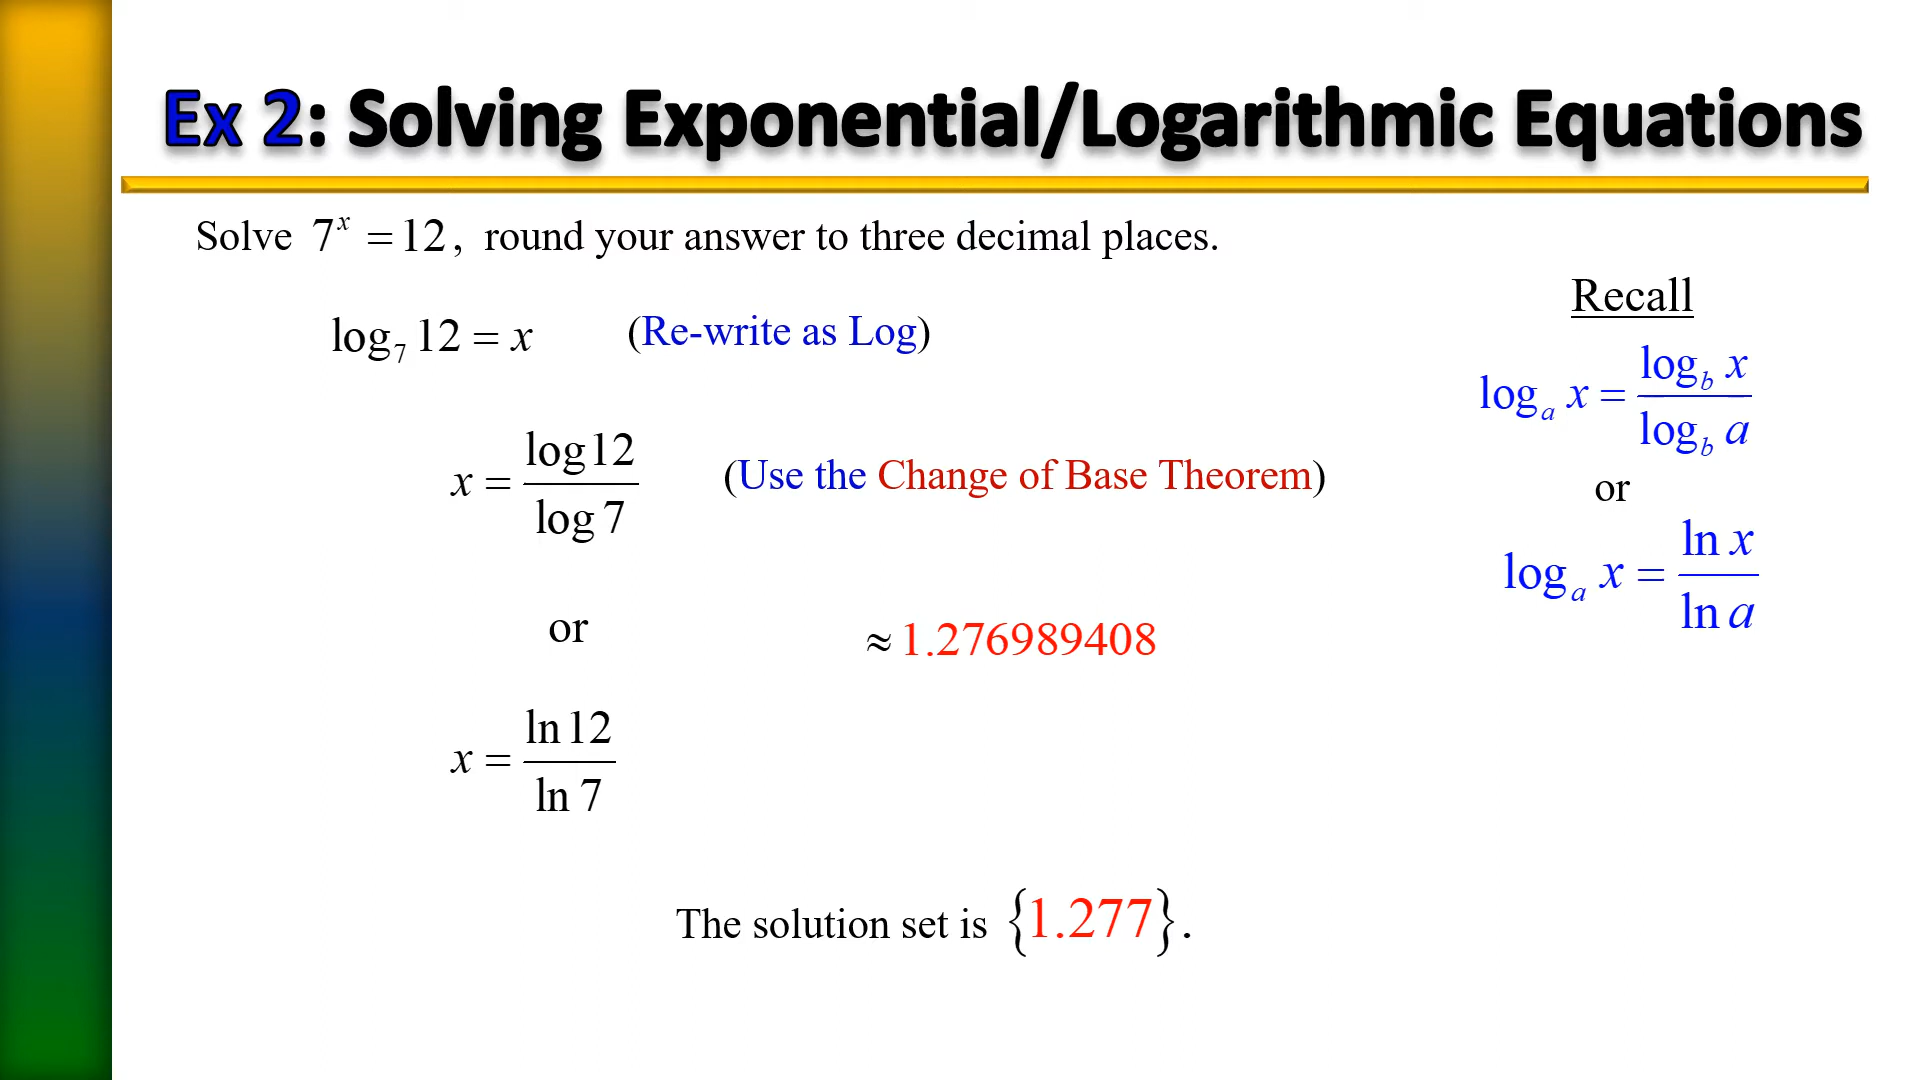 Ex 2: Solving Exponential/Logarithmic Equations
Solve 7^x = 12, round your answer to three decimal places.
log_7 12 = x (Re-write as Log)
x = log 12 / log 7 (Use the Change of Base Theorem)
or
≈ 1.276989408
x = ln 12 / ln 7
The solution set is {1.277}.
Recall
log_a x = log_b x / log_b a
or
log_a x = ln x / ln a